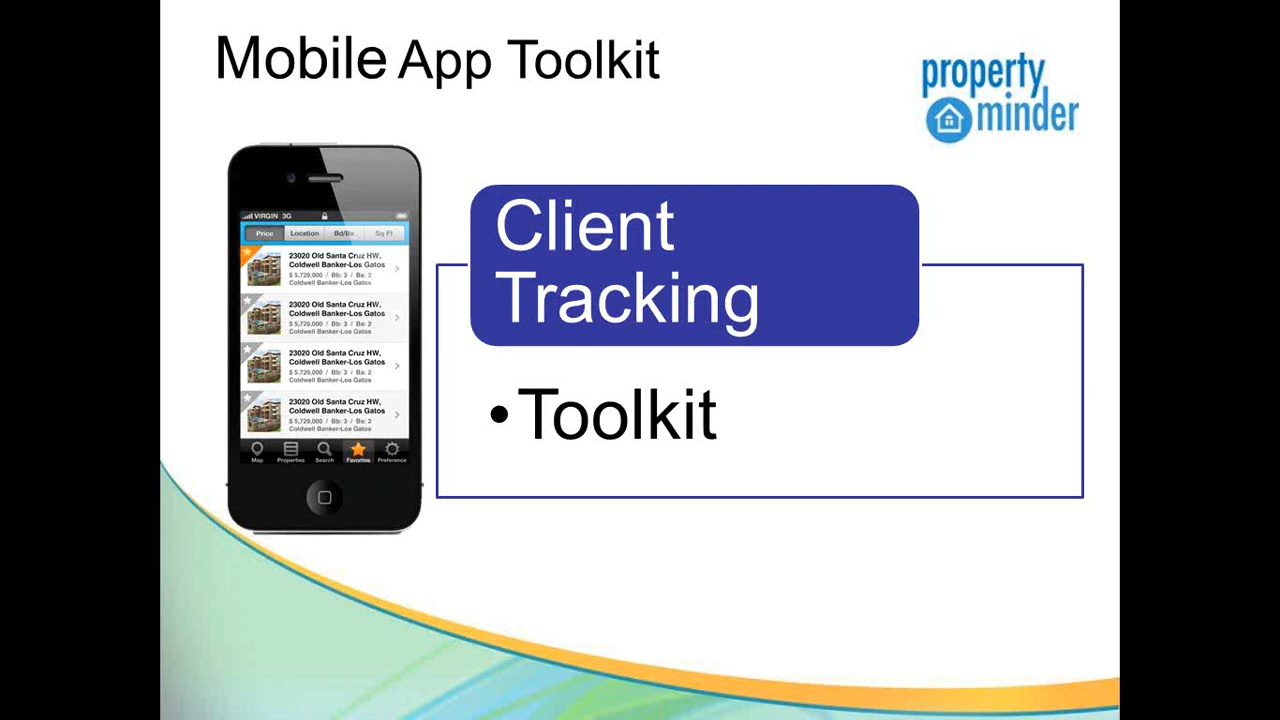 Mobile App Toolkit
property
minder
VIRGIN 3G
Price Location Bd/Ba Sq Ft
23020 Old Santa Cruz HW,
Coldwell Banker-Los Gatos
$ 5,729,000 / Bb: 3 / Ba: 2
Coldwell Banker-Los Gatos
23020 Old Santa Cruz HW,
Coldwell Banker-Los Gatos
$ 5,729,000 / Bb: 3 / Ba: 2
Coldwell Banker-Los Gatos
23020 Old Santa Cruz HW,
Coldwell Banker-Los Gatos
$ 5,729,000 / Bb: 3 / Ba: 2
Coldwell Banker-Los Gatos
23020 Old Santa Cruz HW,
Coldwell Banker-Los Gatos
$ 5,729,000 / Bb: 3 / Ba: 2
Coldwell Banker-Los Gatos
Map Properties Search Favorites Preference
Client
Tracking
• Toolkit